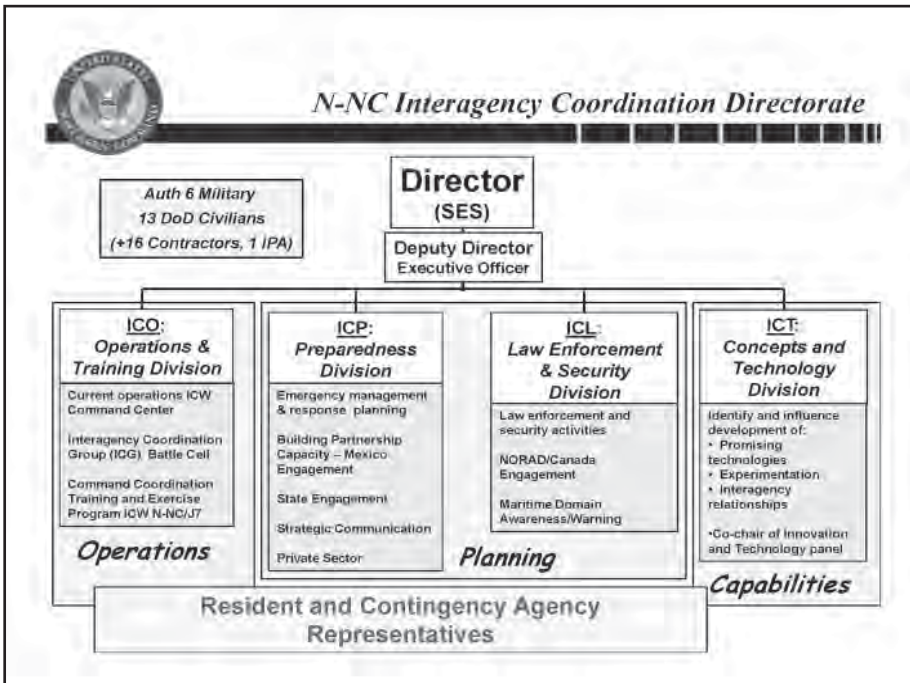 N-NC Interagency Coordination Directorate
Auth 6 Military
13 DoD Civilians
(+16 Contractors, 1 IPA)
Director
(SES)
Deputy Director
Executive Officer
ICO:
Operations &
Training Division
Current operations ICW
Command Center
Interagency Coordination
Group (ICG) Battle Cell
Command Coordination
Training and Exercise
Program ICW N-NC/J7
Operations
ICP:
Preparedness
Division
Emergency management
& response planning
Building Partnership
Capacity – Mexico
Engagement
State Engagement
Strategic Communication
Private Sector
ICL:
Law Enforcement
& Security
Division
Law enforcement and
security activities
NORAD/Canada
Engagement
Maritime Domain
Awareness/Warning
Planning
ICT:
Concepts and
Technology
Division
Identify and influence
development of:
• Promising
technologies
• Experimentation
• Interagency
relationships
•Co-chair of Innovation
and Technology panel
Capabilities
Resident and Contingency Agency
Representatives